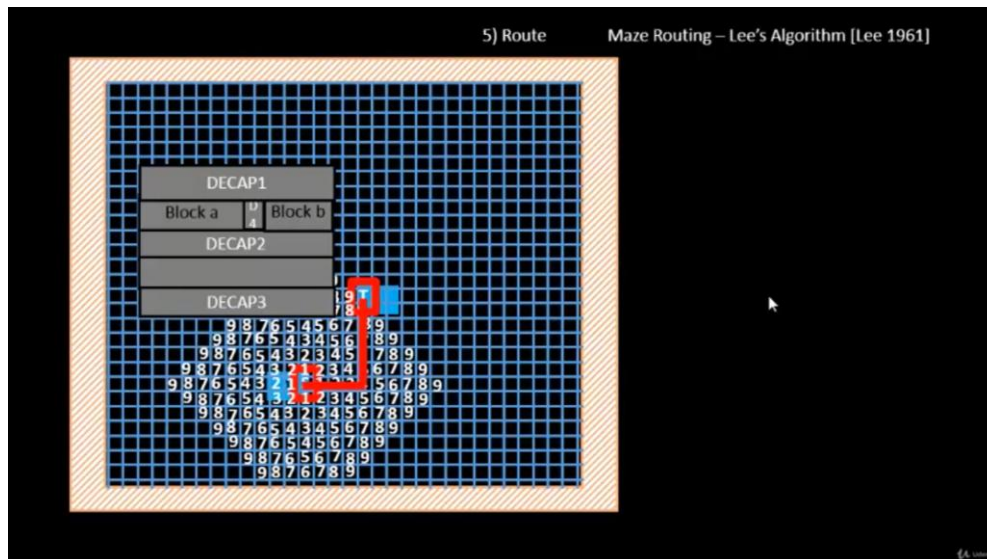 5) Route Maze Routing – Lee's Algorithm [Lee 1961]
DECAP1
Block a D Block b
4
DECAP2
9 T
DECAP3 7 8
9 8 7 6 5 4 5 6 7 8 9
9 8 7 6 5 4 3 4 5 6 7 8 9
9 8 7 6 5 4 3 2 3 4 5 7 8 9
9 8 7 6 5 4 3 2 1 2 3 4 6 7 8 9
9 8 7 6 5 4 3 2 1 5 6 7 8 9
9 8 7 6 5 4 3 2 1 2 3 4 5 6 7 8 9
9 8 7 6 5 4 3 2 3 4 5 6 7 8 9
9 8 7 6 5 4 3 4 5 6 7 8 9
9 8 7 6 5 4 5 6 7 8 9
9 8 7 6 5 6 7 8 9
9 8 7 6 7 8 9